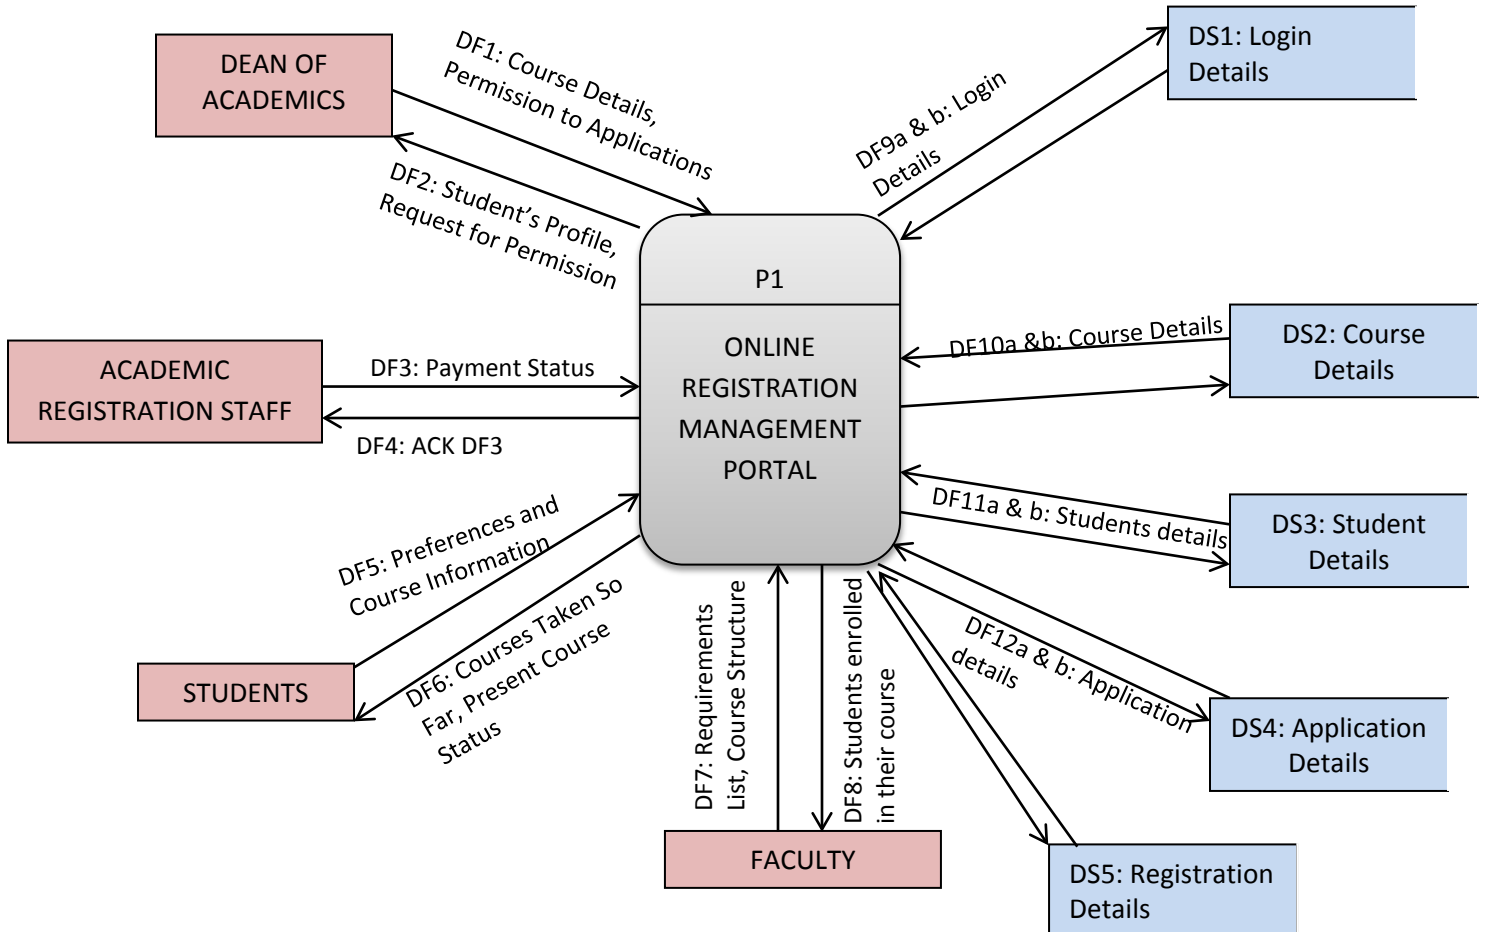 DEAN OF
ACADEMICS
DF1: Course Details,
Permission to Applications
DF2: Student’s Profile,
Request for Permission
DF9a & b: Login
Details
DS1: Login
Details
P1
ONLINE
REGISTRATION
MANAGEMENT
PORTAL
ACADEMIC
REGISTRATION STAFF
DF3: Payment Status
DF4: ACK DF3
DF10a &b: Course Details
DS2: Course
Details
DF11a & b: Students details
DS3: Student
Details
DF5: Preferences and
Course Information
DF6: Courses Taken So
Far, Present Course
Status
STUDENTS
DF7: Requirements
List, Course Structure
DF8: Students enrolled
in their course
FACULTY
DF12a & b: Application
details
DS4: Application
Details
DS5: Registration
Details